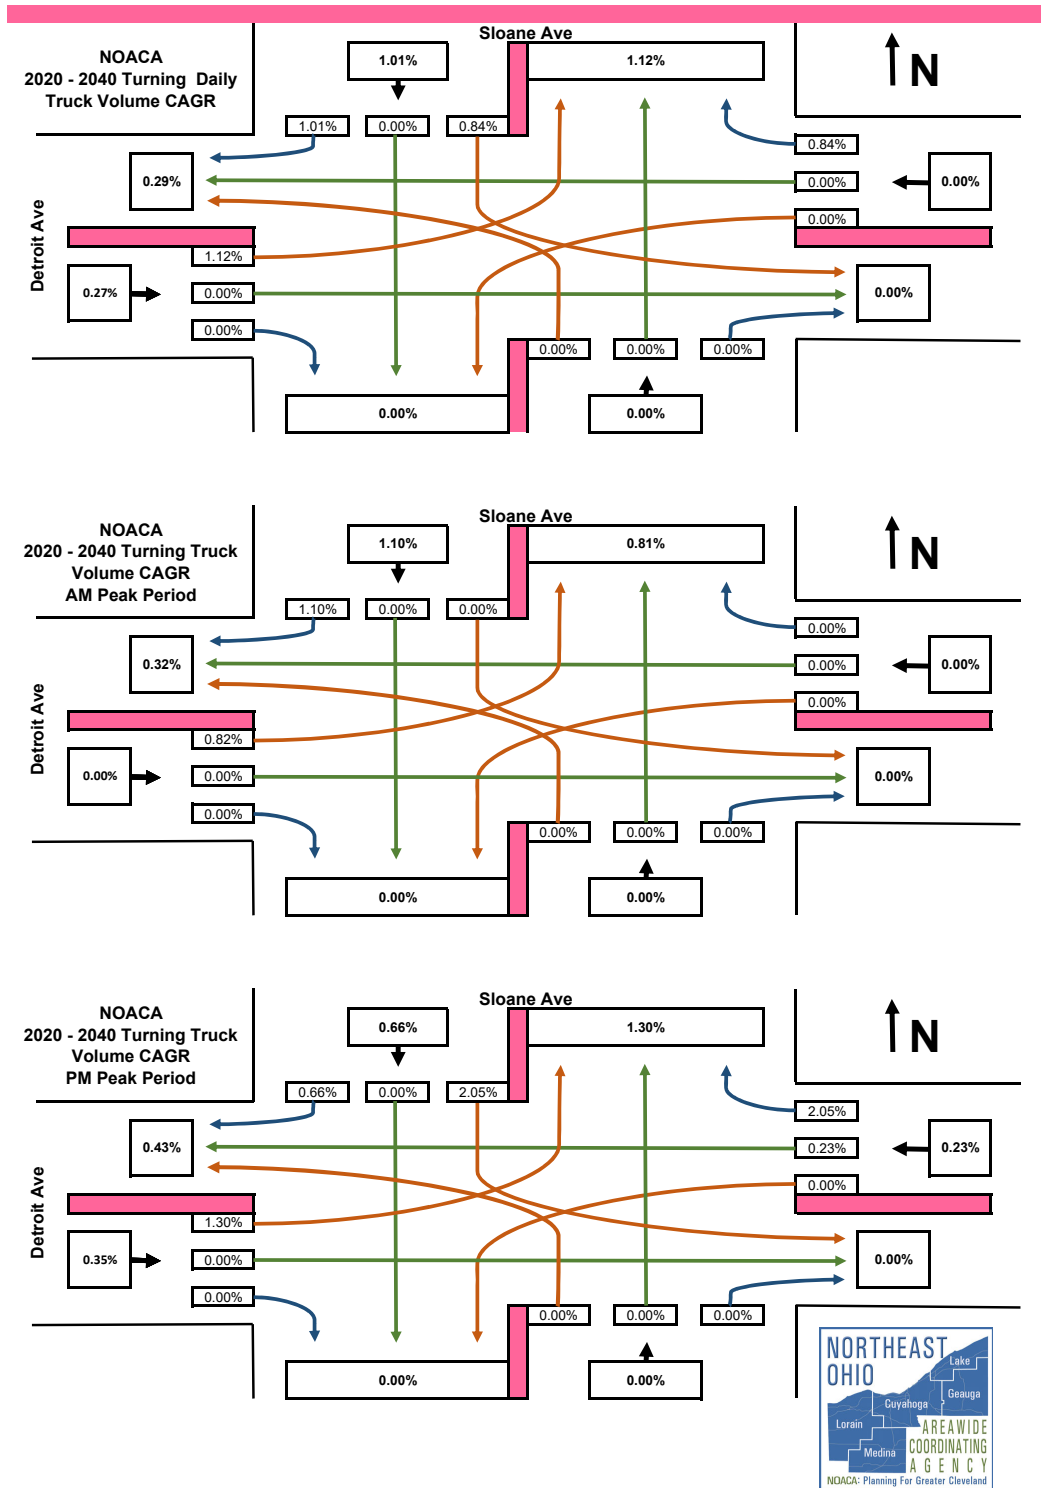 Sloane Ave
NOACA
2020 - 2040 Turning Daily
Truck Volume CAGR
1.01%
1.12%
N
1.01%
0.00%
0.84%
0.84%
0.29%
0.00%
0.00%
0.00%
Detroit Ave
1.12%
0.27%
0.00%
0.00%
0.00%
0.00%
0.00%
0.00%
0.00%
0.00%
Sloane Ave
NOACA
2020 - 2040 Turning Truck
Volume CAGR
AM Peak Period
1.10%
0.81%
N
1.10%
0.00%
0.00%
0.00%
0.32%
0.00%
0.00%
0.00%
Detroit Ave
0.82%
0.00%
0.00%
0.00%
0.00%
0.00%
0.00%
0.00%
0.00%
0.00%
Sloane Ave
NOACA
2020 - 2040 Turning Truck
Volume CAGR
PM Peak Period
0.66%
1.30%
N
0.66%
0.00%
2.05%
2.05%
0.43%
0.23%
0.23%
0.00%
Detroit Ave
1.30%
0.35%
0.00%
0.00%
0.00%
0.00%
0.00%
0.00%
0.00%
0.00%
NORTHEAST
OHIO
Lake
Geauga
Cuyahoga
Lorain
Medina
AREAWIDE
COORDINATING
AGENCY
NOACA: Planning For Greater Cleveland